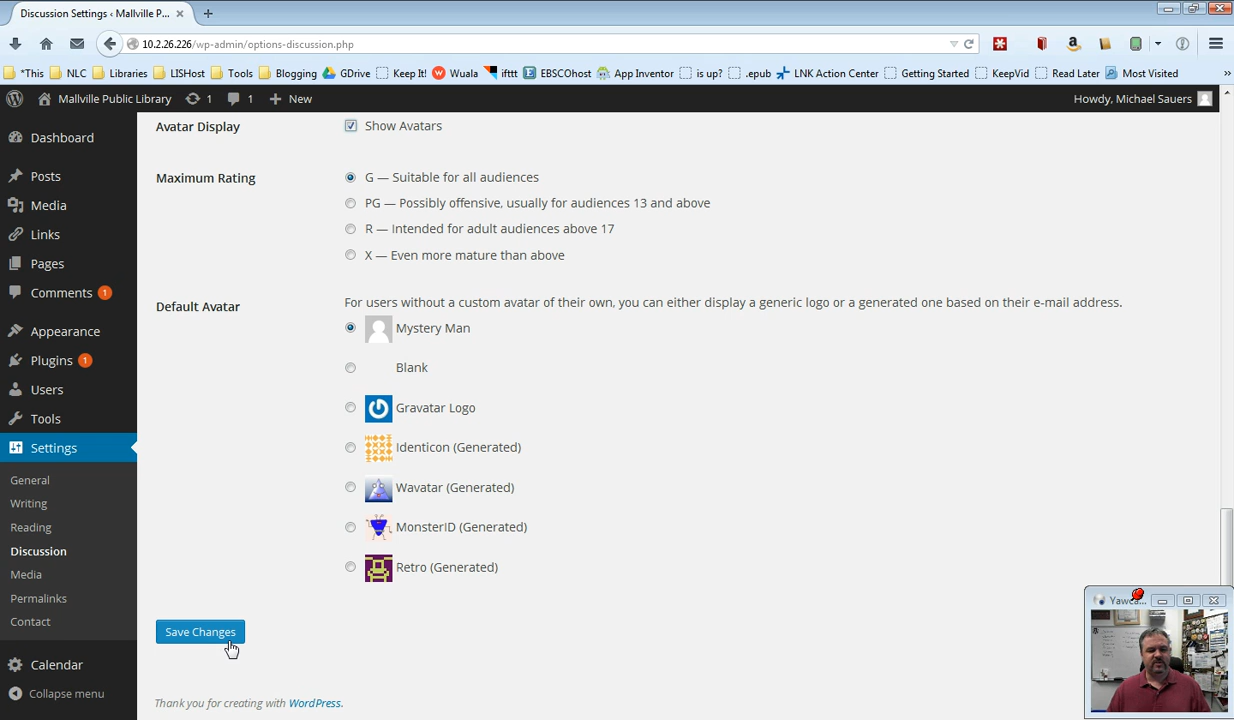 Discussion Settings ‹ Mallville P...
10.2.26.226/wp-admin/options-discussion.php
*This NLC Libraries LISHost Tools Blogging GDrive Keep It! Wuala ifttt EBSCOhost App Inventor is up? .epub LNK Action Center Getting Started KeepVid Read Later Most Visited
Mallville Public Library 1 1 New Howdy, Michael Sauers
Dashboard
Posts
Media
Links
Pages
Comments 1
Appearance
Plugins 1
Users
Tools
Settings
General
Writing
Reading
Discussion
Media
Permalinks
Contact
Calendar
Collapse menu
Avatar Display Show Avatars
Maximum Rating G — Suitable for all audiences
PG — Possibly offensive, usually for audiences 13 and above
R — Intended for adult audiences above 17
X — Even more mature than above
Default Avatar For users without a custom avatar of their own, you can either display a generic logo or a generated one based on their e-mail address.
Mystery Man
Blank
Gravatar Logo
Identicon (Generated)
Wavatar (Generated)
MonsterID (Generated)
Retro (Generated)
Save Changes
Thank you for creating with WordPress.